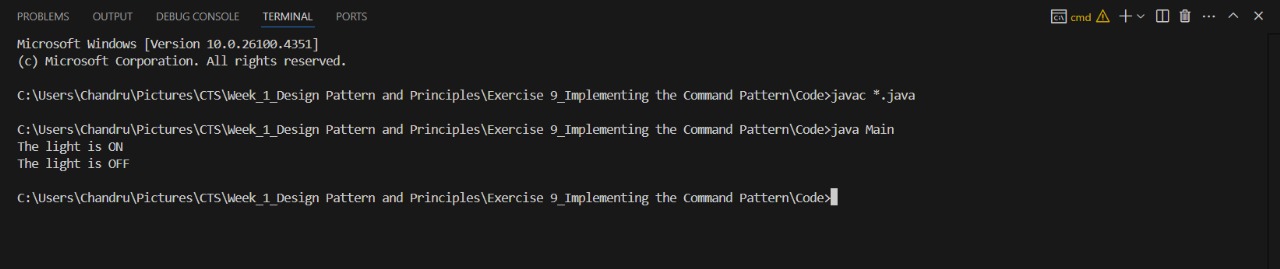 PROBLEMS OUTPUT DEBUG CONSOLE TERMINAL PORTS cmd
Microsoft Windows [Version 10.0.26100.4351]
(c) Microsoft Corporation. All rights reserved.
C:\Users\Chandru\Pictures\CTS\Week_1_Design Pattern and Principles\Exercise 9_Implementing the Command Pattern\Code>javac *.java
C:\Users\Chandru\Pictures\CTS\Week_1_Design Pattern and Principles\Exercise 9_Implementing the Command Pattern\Code>java Main
The light is ON
The light is OFF
C:\Users\Chandru\Pictures\CTS\Week_1_Design Pattern and Principles\Exercise 9_Implementing the Command Pattern\Code>